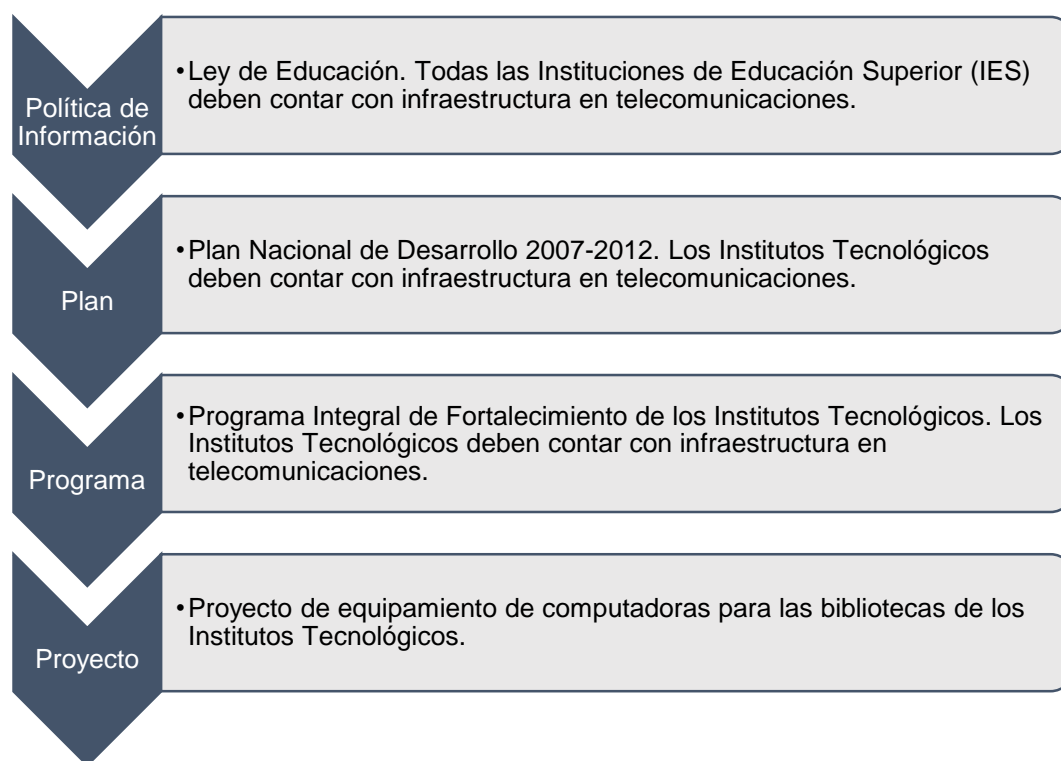 Política de
Información
•Ley de Educación. Todas las Instituciones de Educación Superior (IES)
deben contar con infraestructura en telecomunicaciones.
Plan
•Plan Nacional de Desarrollo 2007-2012. Los Institutos Tecnológicos
deben contar con infraestructura en telecomunicaciones.
Programa
•Programa Integral de Fortalecimiento de los Institutos Tecnológicos. Los
Institutos Tecnológicos deben contar con infraestructura en
telecomunicaciones.
Proyecto
•Proyecto de equipamiento de computadoras para las bibliotecas de los
Institutos Tecnológicos.